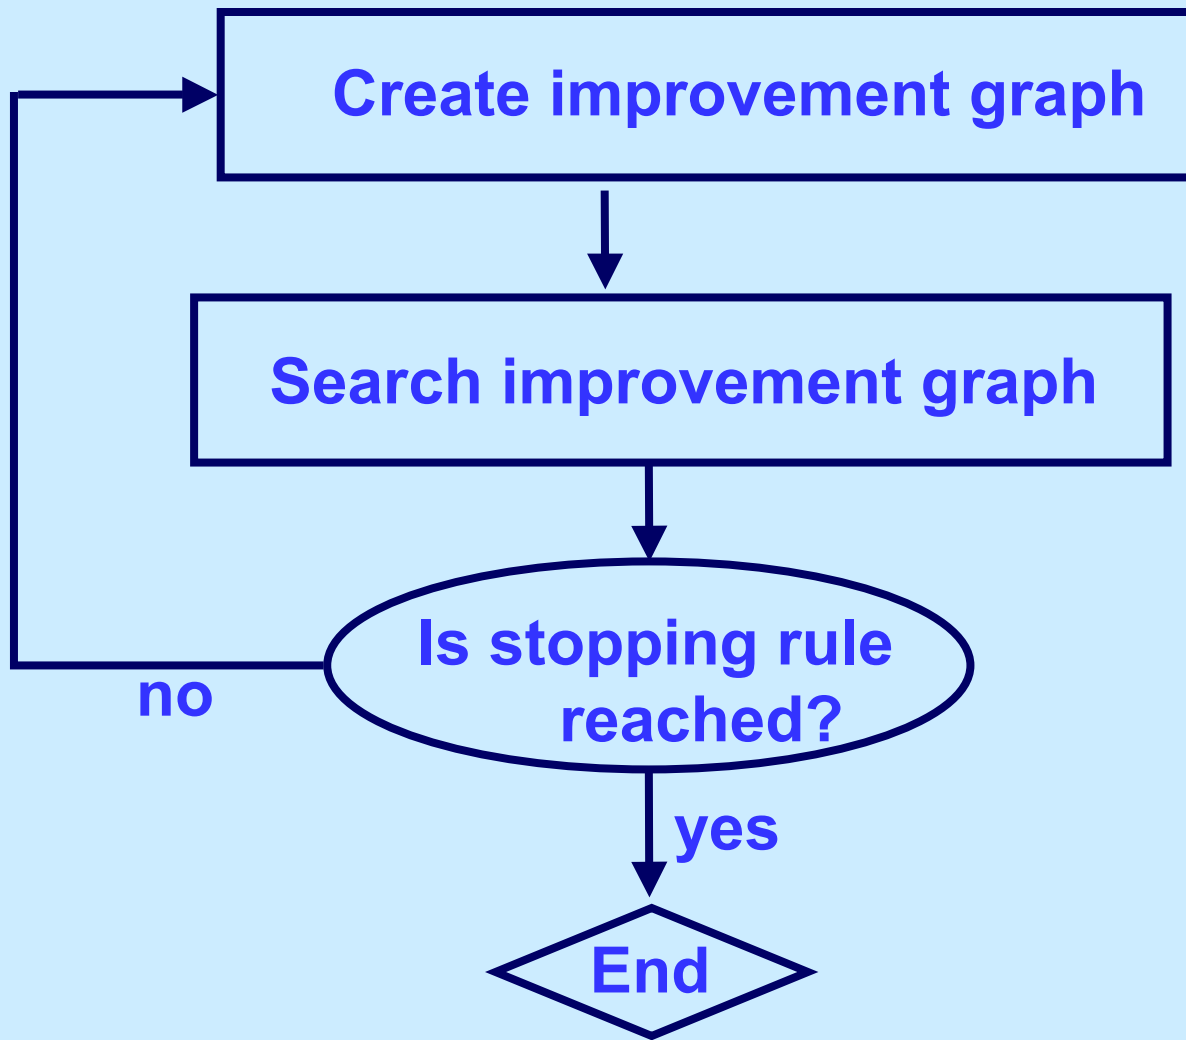 Create improvement graph
Search improvement graph
Is stopping rule
reached?
no
yes
End